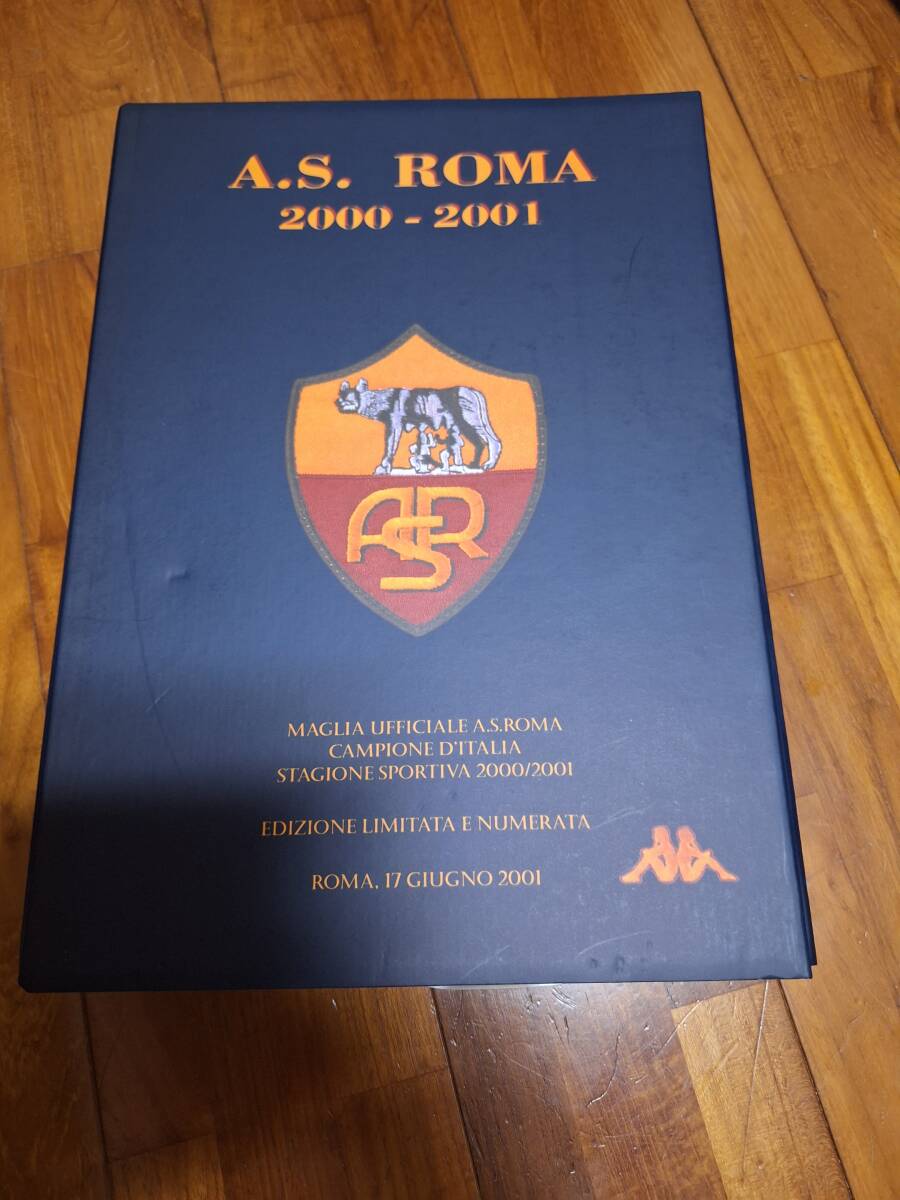 A.S. ROMA
2000 - 2001
ASR
MAGLIA UFFICIALE A.S.ROMA
CAMPIONE D'ITALIA
STAGIONE SPORTIVA 2000/2001
EDIZIONE LIMITATA E NUMERATA
ROMA, 17 GIUGNO 2001